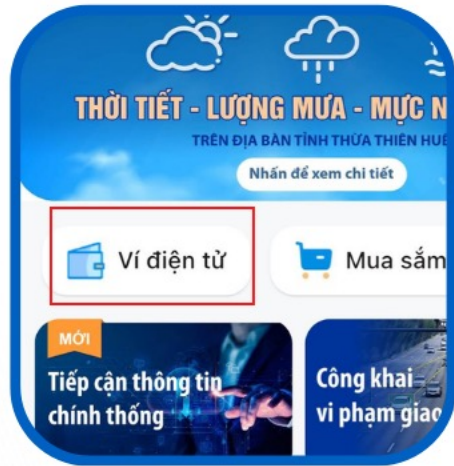 THỜI TIẾT - LƯỢNG MƯA - MỰC N
TRÊN ĐỊA BÀN TỈNH THỪA THIÊN HUẾ
Nhấn để xem chi tiết
Ví điện tử
Mua sắm
MỚI
Tiếp cận thông tin
chính thống
Công khai
vi phạm giao